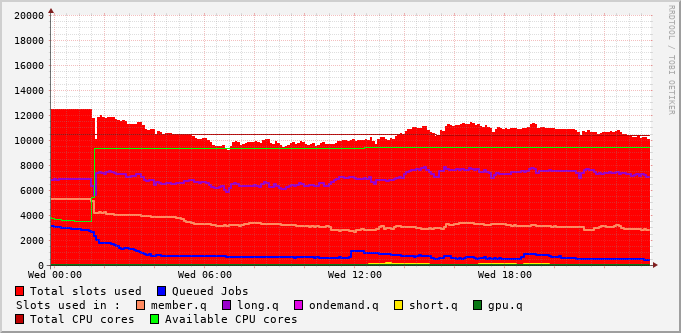 20000
18000
16000
14000
12000
10000
8000
6000
4000
2000
0
Wed 00:00 Wed 06:00 Wed 12:00 Wed 18:00
Total slots used Queued Jobs
Slots used in : member.q long.q ondemand.q short.q gpu.q
Total CPU cores Available CPU cores
RRDTOOL / TOBI OETIKER